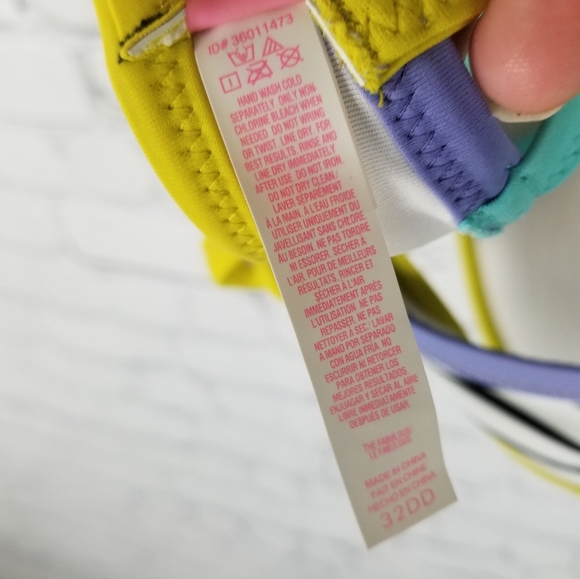 ID# 36011473
HAND WASH COLD
SEPARATELY. ONLY NON-
CHLORINE BLEACH WHEN
NEEDED. DO NOT WRING
OR TWIST. LINE DRY. FOR
BEST RESULTS, RINSE AND
LINE DRY IMMEDIATELY
AFTER USE. DO NOT IRON.
DO NOT DRY CLEAN /
LAVER SÉPARÉMENT
À LA MAIN À L'EAU FROIDE.
UTILISER UNIQUEMENT DU
JAVELLISANT SANS CHLORE
AU BESOIN. NE PAS TORDRE
NI ESSORER. SÉCHER À
L'AIR. POUR DE MEILLEURS
RÉSULTATS, RINCER ET
SÉCHER À L'AIR
IMMÉDIATEMENT APRÈS
L'UTILISATION. NE PAS
REPASSER. NE PAS
NETTOYER À SEC / LAVAR
A MANO POR SEPARADO
CON AGUA FRÍA. NO
ESCURRIR NI RETORCER.
PARA OBTENER LOS
MEJORES RESULTADOS,
ENJUAGAR Y SECAR AL AIRE
LIBRE INMEDIATAMENTE
DESPUÉS DE USAR.
THE FABULOUS
LE FABULOUS
MADE IN CHINA
FAIT EN CHINE
HECHO EN CHINA
32DD